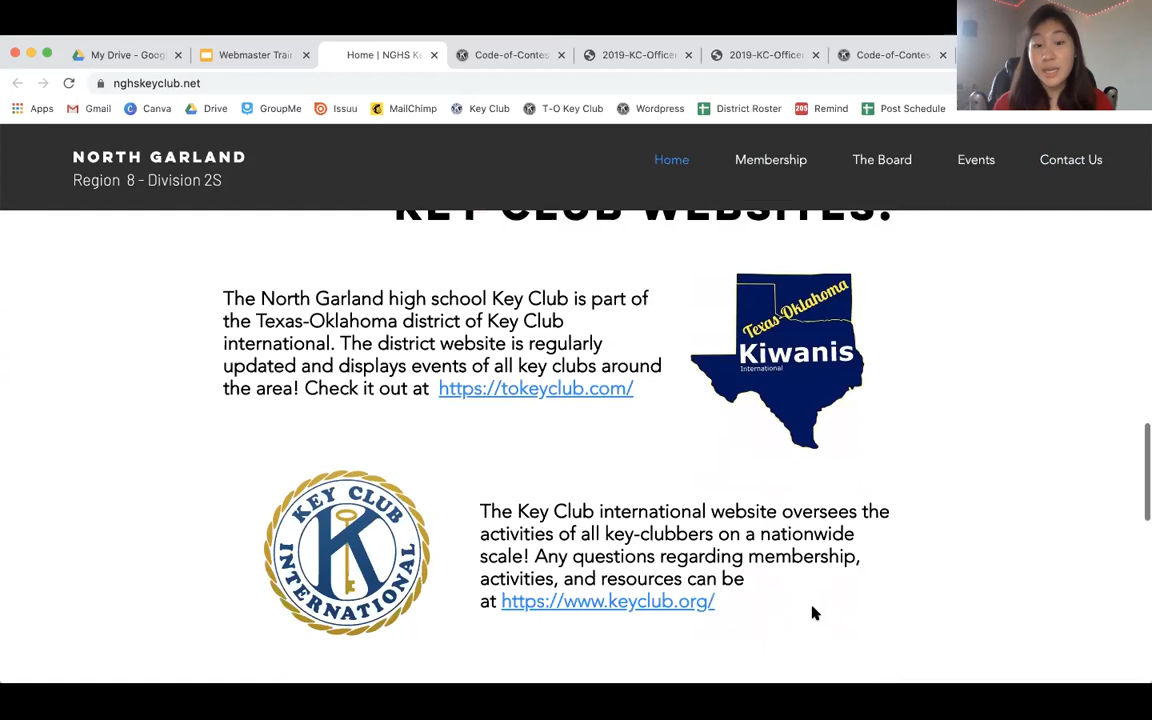 My Drive - Goog
Webmaster Trai
Home | NGHS Ke
Code-of-Contes
2019-KC-Officer
2019-KC-Officer
Code-of-Contes
nghskeyclub.net
Apps
Gmail
Canva
Drive
GroupMe
Issuu
MailChimp
Key Club
T-O Key Club
Wordpress
District Roster
205
Remind
Post Schedule
NORTH GARLAND
Region 8 - Division 2S
Home
Membership
The Board
Events
Contact Us
KEY CLUB WEBSITES:
The North Garland high school Key Club is part of
the Texas-Oklahoma district of Key Club
international. The district website is regularly
updated and displays events of all key clubs around
the area! Check it out at https://tokeyclub.com/
Texas-Oklahoma
Kiwanis
International
KEY CLUB
K
INTERNATIONAL
The Key Club international website oversees the
activities of all key-clubbers on a nationwide
scale! Any questions regarding membership,
activities, and resources can be
at https://www.keyclub.org/